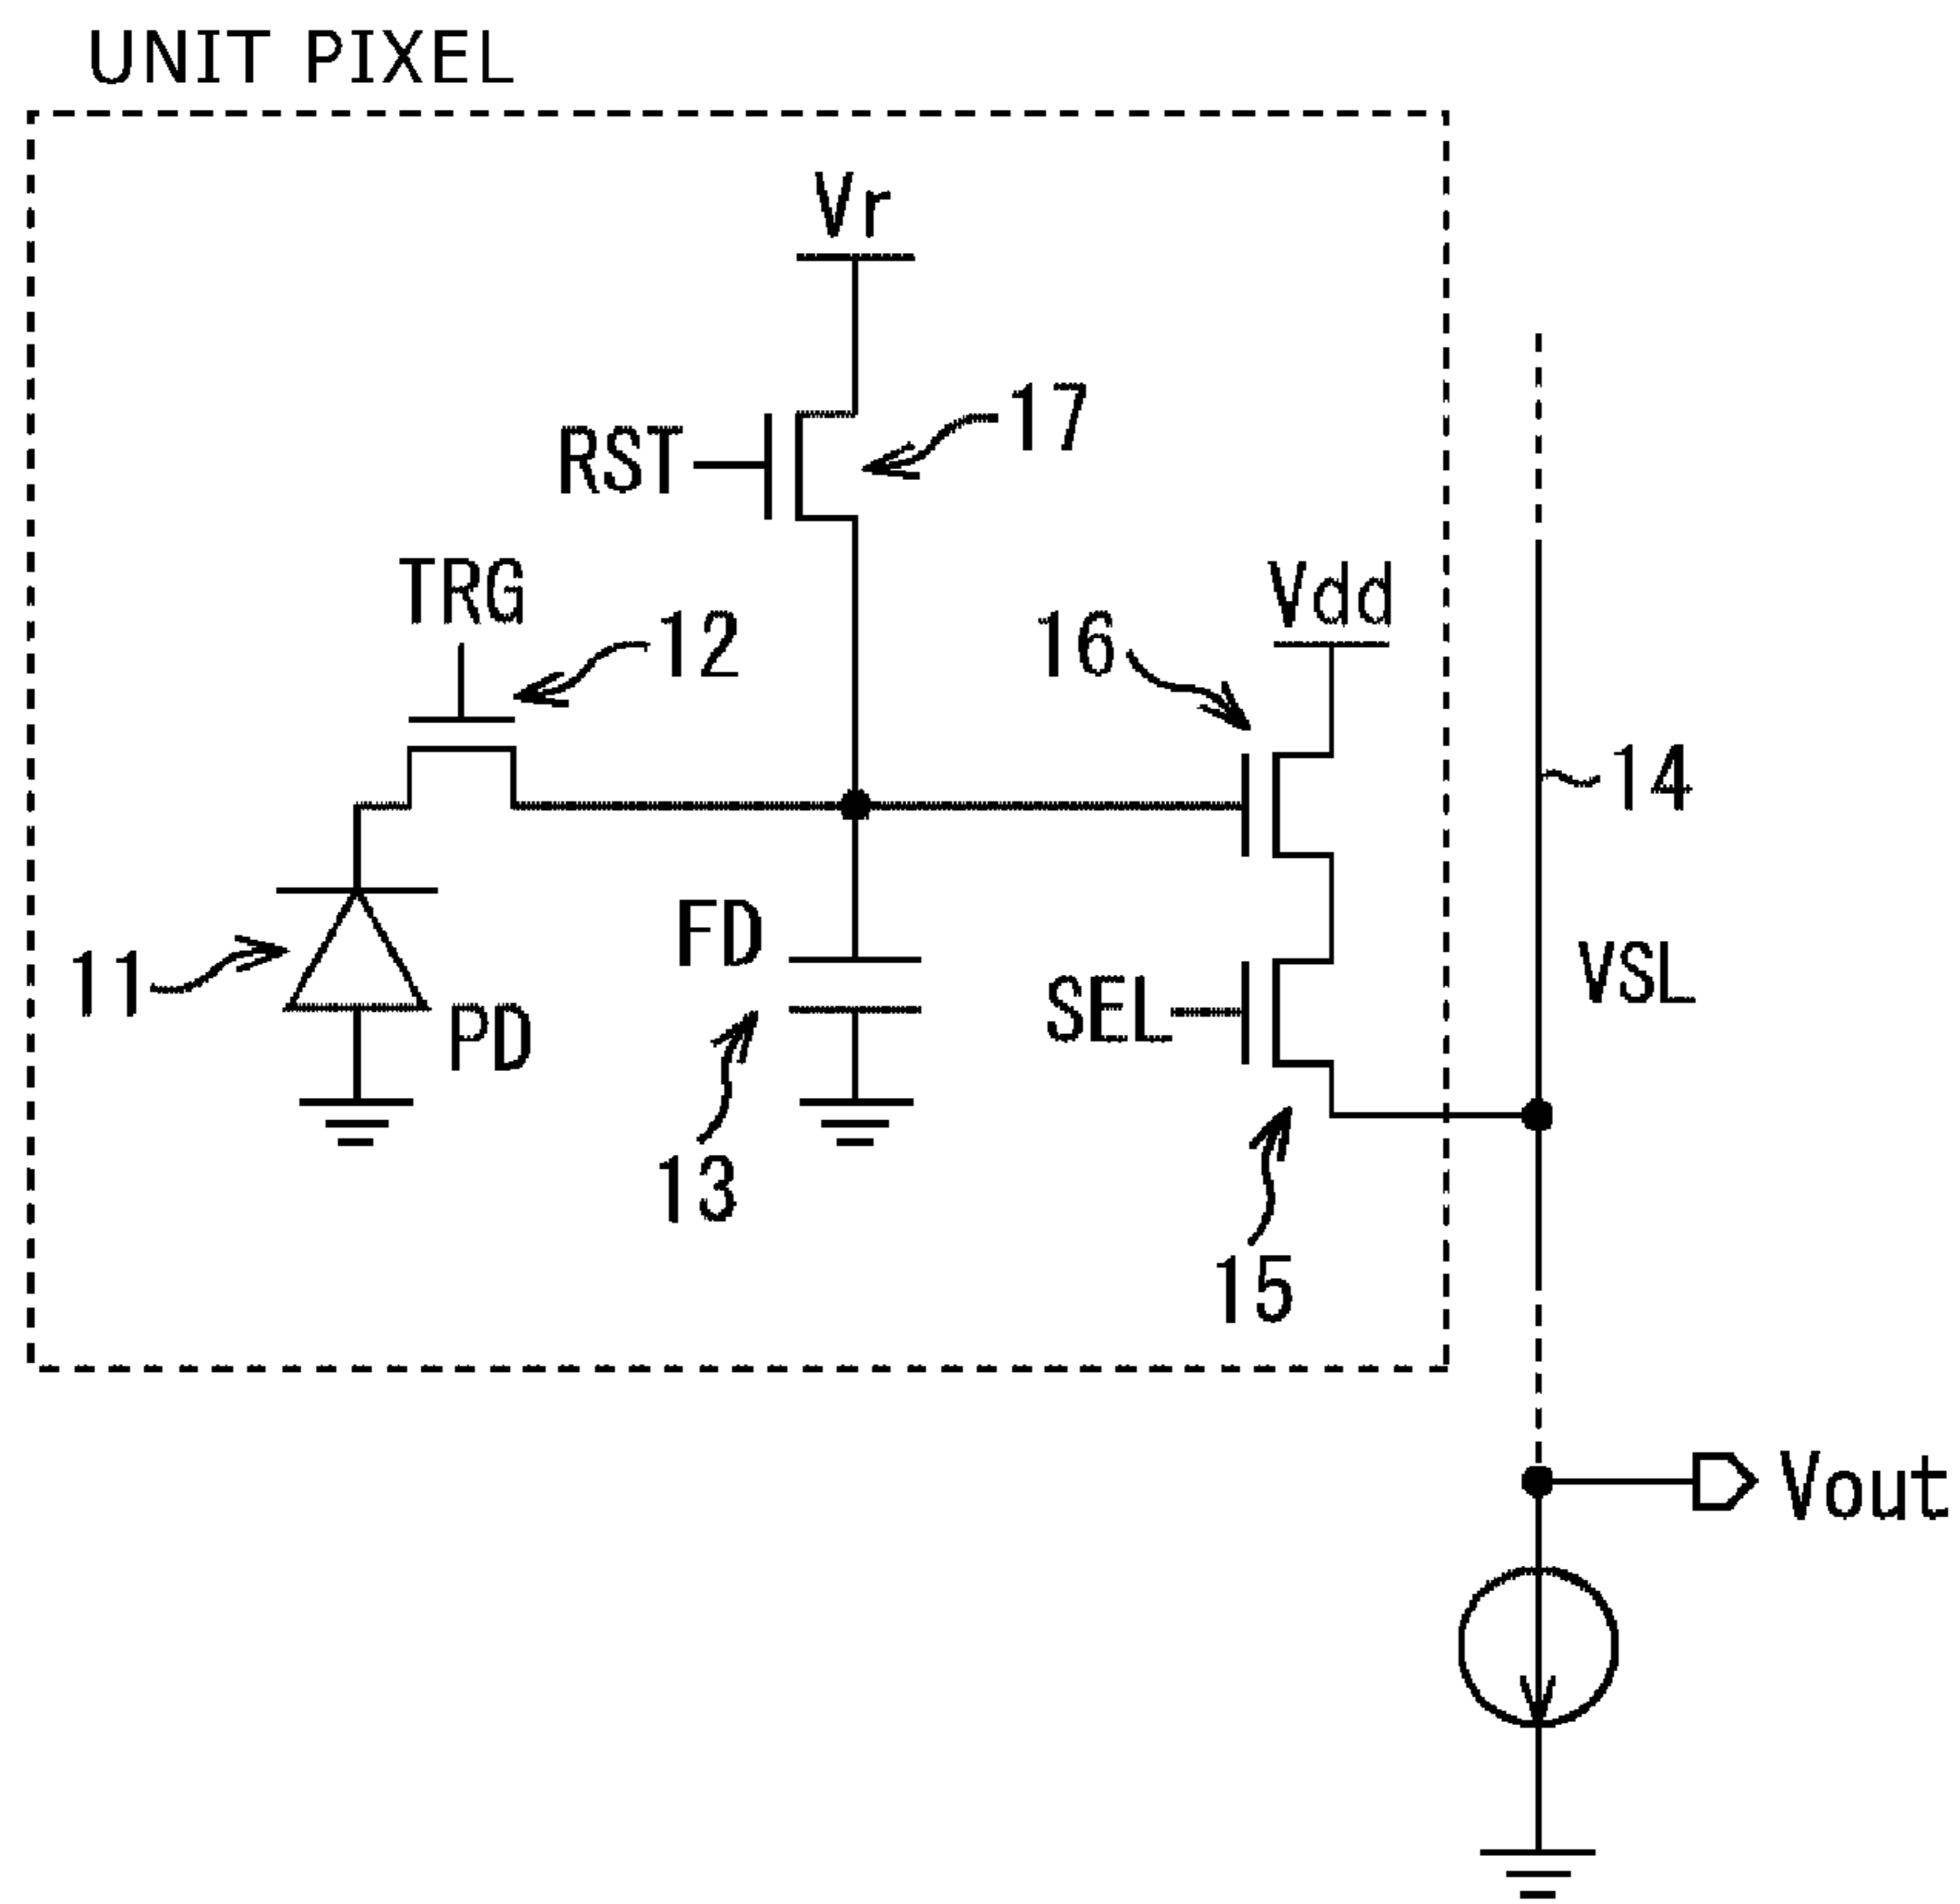 UNIT PIXEL
Vr
17
RST
TRG
12
16
Vdd
14
11
PD
FD
SEL
VSL
13
15
Vout